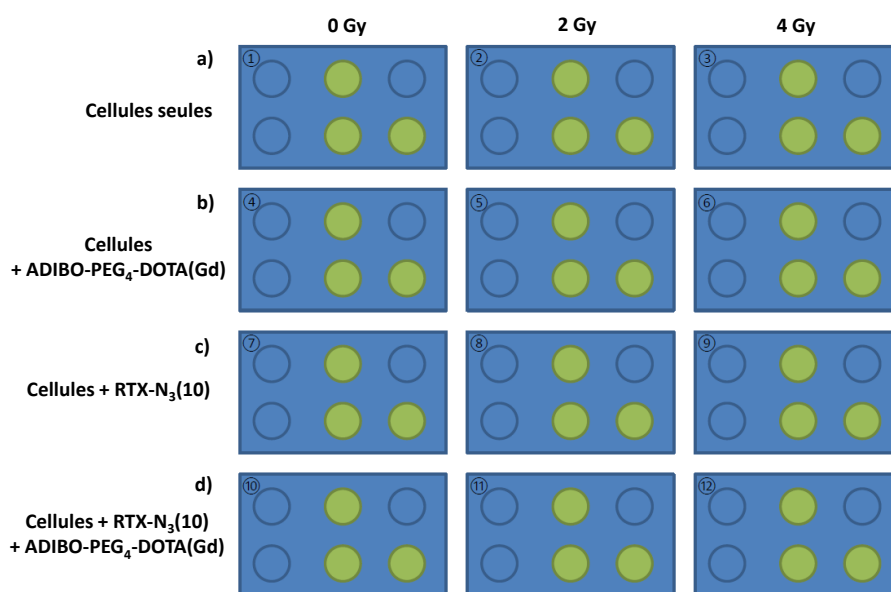 0 Gy 2 Gy 4 Gy
a)
Cellules seules
① ② ③
b)
Cellules
+ ADIBO-PEG₄-DOTA(Gd)
④ ⑤ ⑥
c)
Cellules + RTX-N₃(10)
⑦ ⑧ ⑨
d)
Cellules + RTX-N₃(10)
+ ADIBO-PEG₄-DOTA(Gd)
⑩ ⑪ ⑫